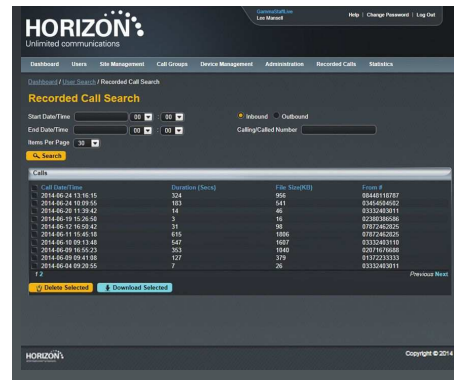 HORIZON
Unlimited communications
GammaStaffLive
Lee Mansell
Help | Change Password | Log Out
Dashboard Users Site Management Call Groups Device Management Administration Recorded Calls Statistics
Dashboard / User Search / Recorded Call Search
Recorded Call Search
Start Date/Time 00 : 00 Inbound Outbound
End Date/Time 00 : 00 Calling/Called Number
Items Per Page 30
Search
Calls
Call Date/Time Duration (Secs) File Size(KB) From #
2014-06-24 13:16:15 324 956 08448118787
2014-06-24 10:09:55 183 541 03454504502
2014-06-20 11:39:42 14 46 03332403011
2014-06-19 15:26:50 3 16 02380386586
2014-06-12 16:50:42 31 98 07872462825
2014-06-11 15:45:18 615 1806 07872462825
2014-06-10 09:13:48 547 1607 03332403110
2014-06-09 16:55:23 353 1040 02071676688
2014-06-09 09:41:08 127 379 01372233333
2014-06-04 09:20:55 7 26 03332403011
1 2 Previous Next
Delete Selected Download Selected
HORIZON
Copyright © 2014